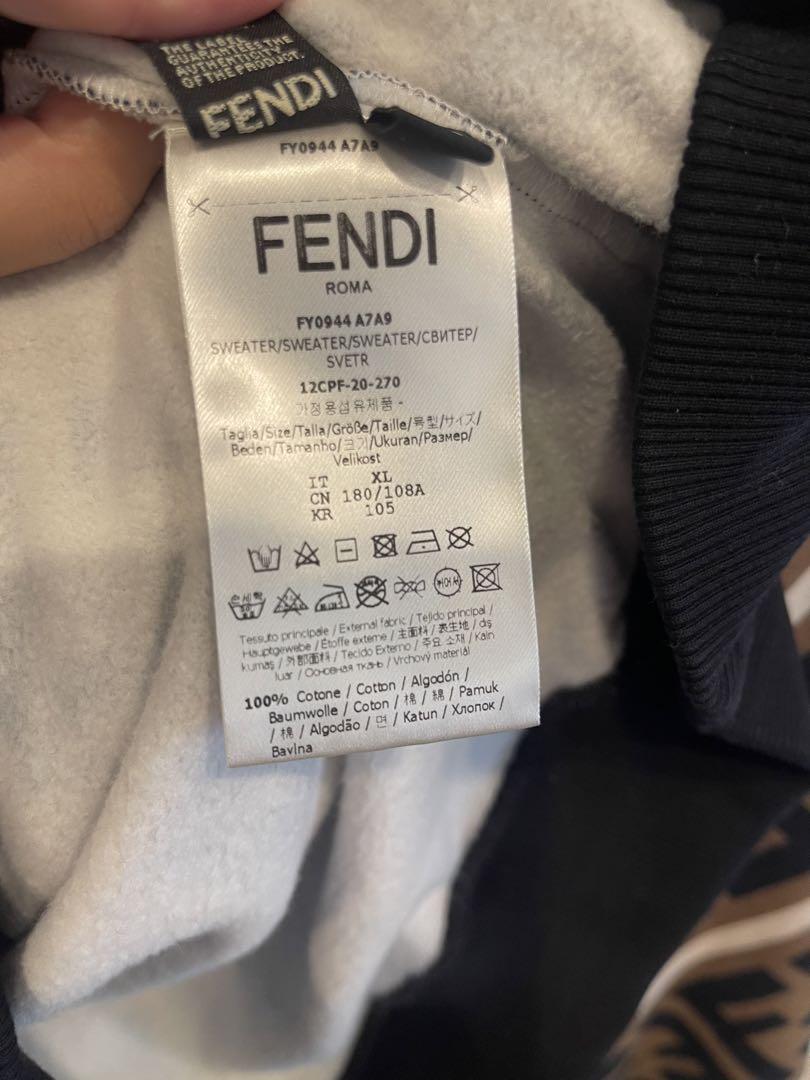 THE LABEL
GUARANTEES THE
AUTHENTICITY
OF THE PRODUCT.
FENDI
FY0944 A7A9
FENDI
ROMA
FY0944 A7A9
SWEATER/SWEATER/SWEATER/СВИТЕР/
SVETR
12CPF-20-270
가정용섬유제품 -
Taglia/Size/Talla/Größe/Taille/号型/サイズ/
Beden/Tamanho/크기/Ukuran/Размер/
Velikost
IT XL
CN 180/108A
KR 105
Tessuto principale / External fabric / Tejido principal /
Hauptgewebe / Étoffe externe / 主面料 / 表生地 / dış
kumaş / 外部面料 / Tecido Externo / 주요 소재 / Kain
luar / Основная ткань / Vrchový materiál
100% Cotone / Cotton / Algodón /
Baumwolle / Coton / 棉 / 綿 / Pamuk
/ 棉 / Algodão / 면 / Katun / Хлопок /
Bavlna